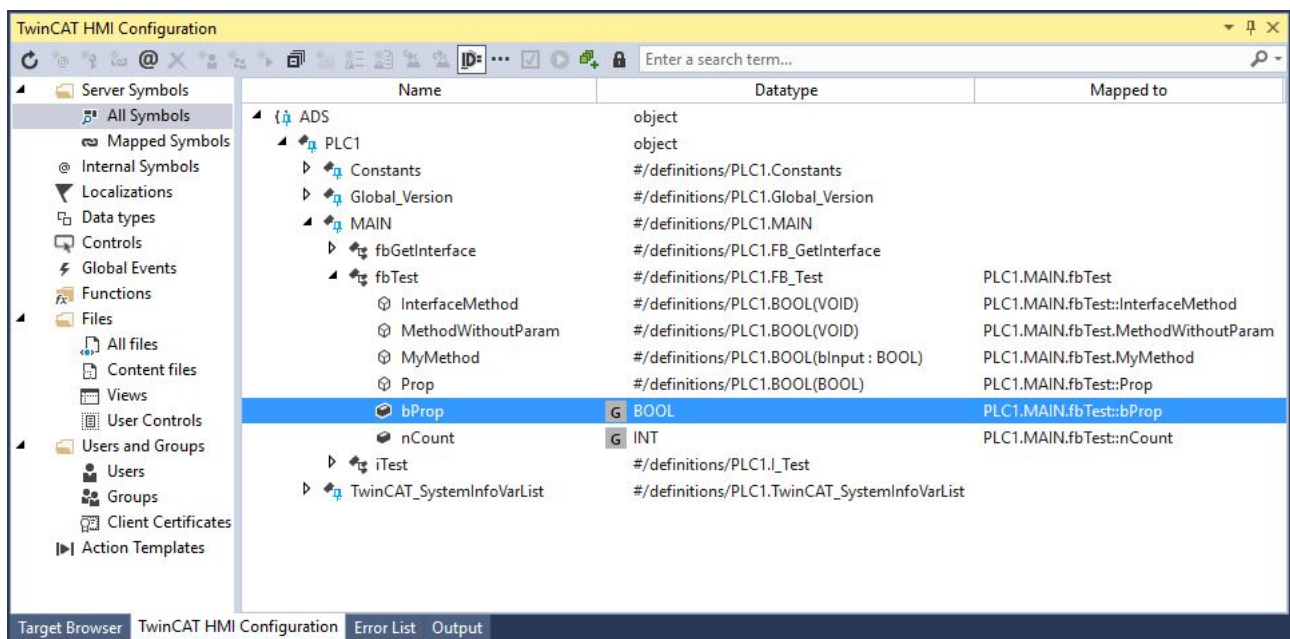 TwinCAT HMI Configuration
@ ID: ... Enter a search term...
Server Symbols
All Symbols
Mapped Symbols
@ Internal Symbols
Localizations
Data types
Controls
Global Events
fx Functions
Files
All files
Content files
Views
User Controls
Users and Groups
Users
Groups
Client Certificates
Action Templates
Name Datatype Mapped to
ADS object
PLC1 object
Constants #/definitions/PLC1.Constants
Global_Version #/definitions/PLC1.Global_Version
MAIN #/definitions/PLC1.MAIN
fbGetInterface #/definitions/PLC1.FB_GetInterface
fbTest #/definitions/PLC1.FB_Test PLC1.MAIN.fbTest
InterfaceMethod #/definitions/PLC1.BOOL(VOID) PLC1.MAIN.fbTest::InterfaceMethod
MethodWithoutParam #/definitions/PLC1.BOOL(VOID) PLC1.MAIN.fbTest.MethodWithoutParam
MyMethod #/definitions/PLC1.BOOL(bInput : BOOL) PLC1.MAIN.fbTest.MyMethod
Prop #/definitions/PLC1.BOOL(BOOL) PLC1.MAIN.fbTest::Prop
bProp G BOOL PLC1.MAIN.fbTest::bProp
nCount G INT PLC1.MAIN.fbTest::nCount
iTest #/definitions/PLC1.I_Test
TwinCAT_SystemInfoVarList #/definitions/PLC1.TwinCAT_SystemInfoVarList
Target Browser TwinCAT HMI Configuration Error List Output